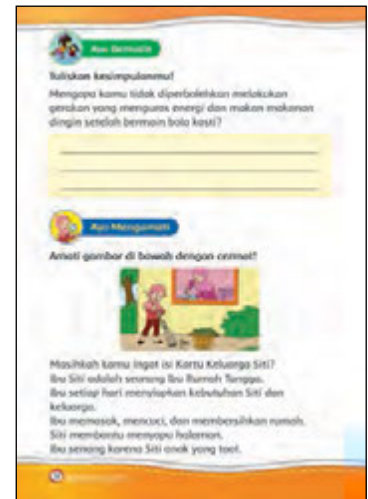 Ayo Bermain
Tuliskan kesimpulanmu!
Mengapa kamu tidak diperbolehkan melakukan
gerakan yang menguras energi dan makan makanan
dingin setelah bermain bola kasti?
Ayo Mengamati
Amati gambar di bawah dengan cermat!
Masihkah kamu ingat isi Kartu Keluarga Siti?
Ibu Siti adalah seorang Ibu Rumah Tangga.
Ibu setiap hari menyiapkan kebutuhan Siti dan
keluarga.
Ibu memasak, mencuci, dan membersihkan rumah.
Siti membantu menyapu halaman.
Ibu senang karena Siti anak yang taat.